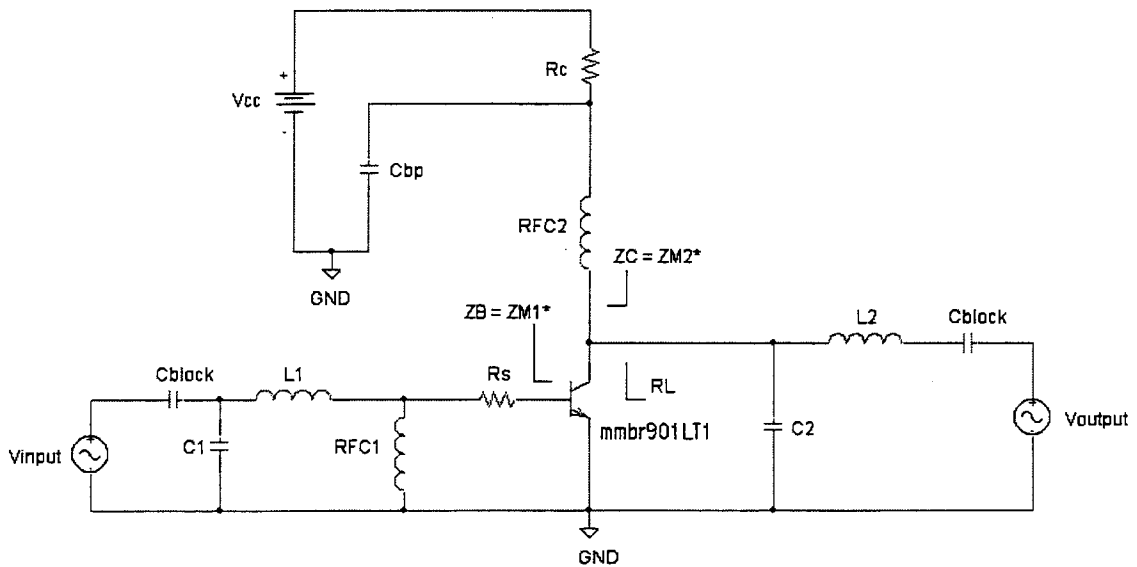 Rc
+
Vcc
-
Cbp
RFC2
GND
ZC = ZM2*
ZB = ZM1*
L2
Cblock
Cblock
L1
Rs
RL
mmbr901LT1
Vinput
C1
RFC1
C2
Voutput
GND